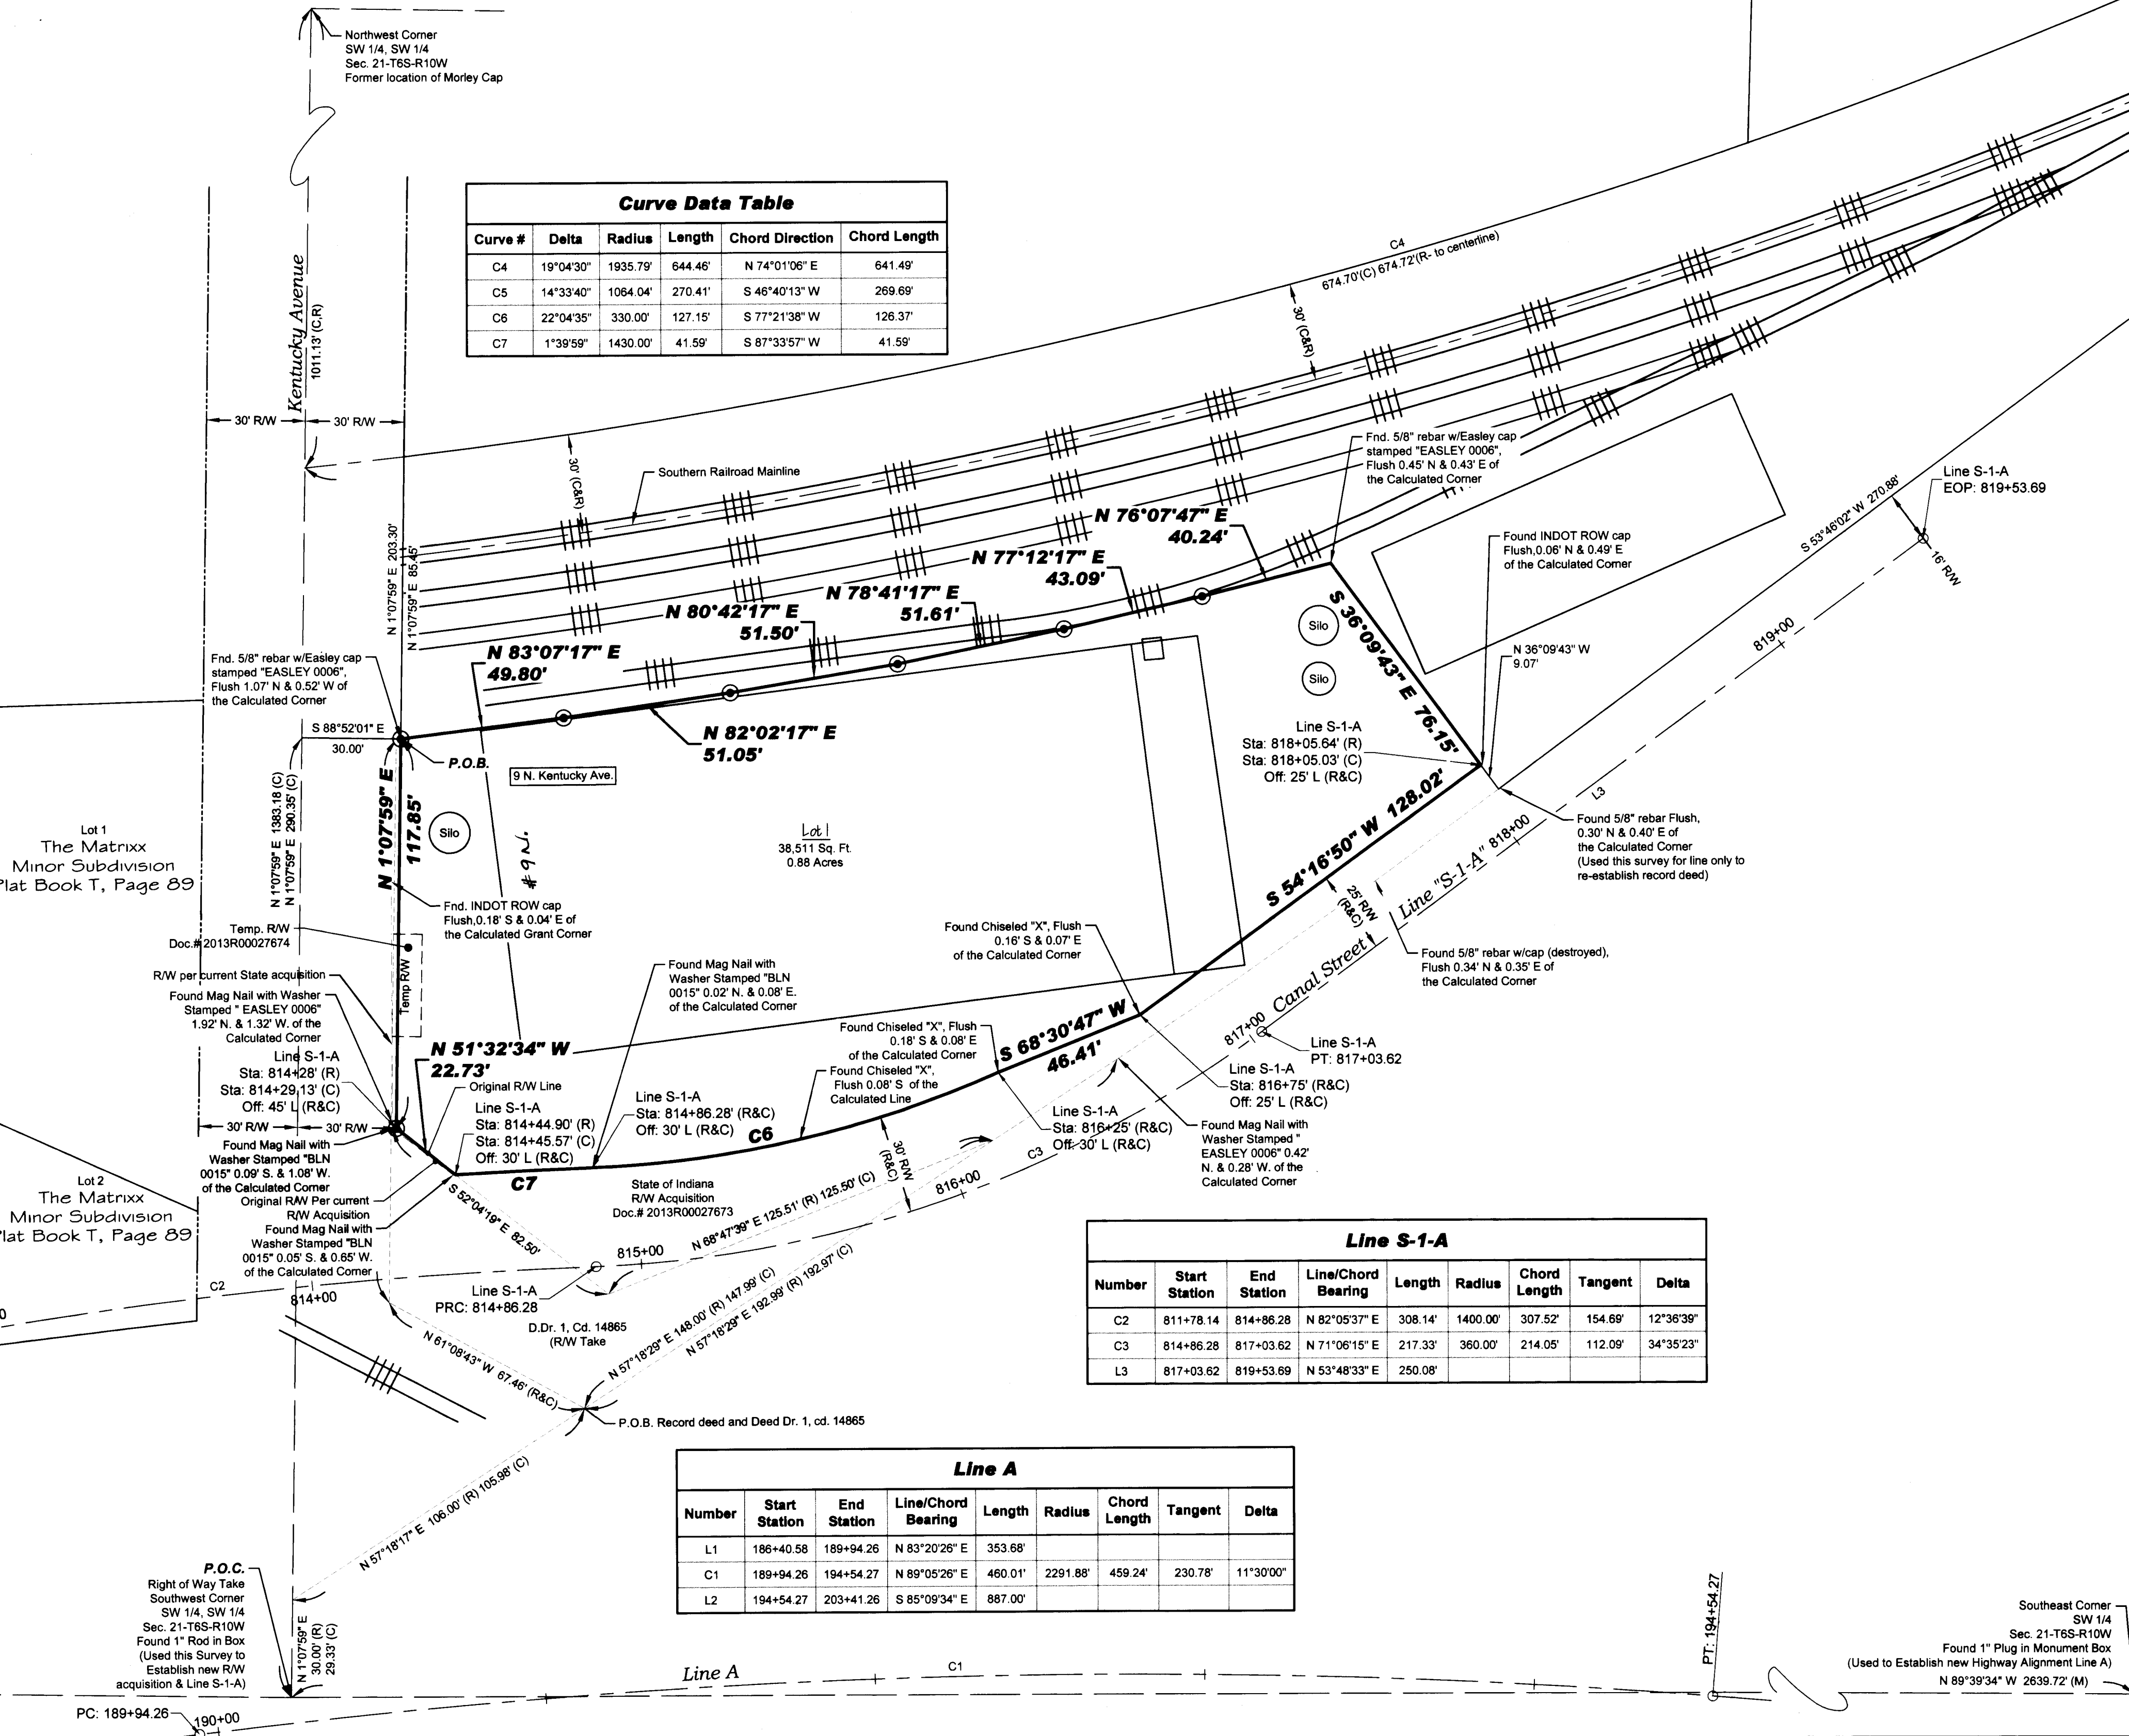 Northwest Corner
SW 1/4, SW 1/4
Sec. 21-T6S-R10W
Former location of Morley Cap
Kentucky Avenue
1011.13' (C,R)
30' R/W
30' R/W
Curve Data Table
Curve # Delta Radius Length Chord Direction Chord Length
C4 19°04'30" 1935.79' 644.46' N 74°01'06" E 641.49'
C5 14°33'40" 1064.04' 270.41' S 46°40'13" W 269.69'
C6 22°04'35" 330.00' 127.15' S 77°21'38" W 126.37'
C7 1°39'59" 1430.00' 41.59' S 87°33'57" W 41.59'
C4
674.70'(C) 674.72'(R- to centerline)
30' (C&R)
30' (C&R)
Southern Railroad Mainline
Fnd. 5/8" rebar w/Easley cap
stamped "EASLEY 0006",
Flush 0.45' N & 0.43' E of
the Calculated Corner
Line S-1-A
EOP: 819+53.69
S 53°46'02" W 270.88'
16' R/W
819+00
N 76°07'47" E
40.24'
N 77°12'17" E
43.09'
N 78°41'17" E
51.61'
N 80°42'17" E
51.50'
N 83°07'17" E
49.80'
N 82°02'17" E
51.05'
N 1°07'59" E 203.30'
N 1°07'59" E 85.45'
Found INDOT ROW cap
Flush,0.06' N & 0.49' E
of the Calculated Corner
N 36°09'43" W
9.07'
Silo
Silo
S 36°09'43" E 76.15'
Fnd. 5/8" rebar w/Easley cap
stamped "EASLEY 0006",
Flush 1.07' N & 0.52' W of
the Calculated Corner
S 88°52'01" E
30.00'
P.O.B.
9 N. Kentucky Ave.
Line S-1-A
Sta: 818+05.64' (R)
Sta: 818+05.03' (C)
Off: 25' L (R&C)
N 1°07'59" E 1383.18 (C)
N 1°07'59" E 290.35' (C)
N 1°07'59" E
117.85'
Silo
# 9 N.
Lot 1
38,511 Sq. Ft.
0.88 Acres
S 54°16'50" W 128.02'
L3
818+00
Line "S-1-A"
Found 5/8" rebar Flush,
0.30' N & 0.40' E of
the Calculated Corner
(Used this survey for line only to
re-establish record deed)
Lot 1
The Matrixx
Minor Subdivision
Plat Book T, Page 89
Fnd. INDOT ROW cap
Flush,0.18' S & 0.04' E of
the Calculated Grant Corner
Temp. R/W
Doc.# 2013R00027674
Temp R/W
R/W per current State acquisition
Found Mag Nail with Washer
Stamped " EASLEY 0006"
1.92' N. & 1.32' W. of the
Calculated Corner
Line S-1-A
Sta: 814+28' (R)
Sta: 814+29.13' (C)
Off: 45' L (R&C)
30' R/W
30' R/W
Found Mag Nail with
Washer Stamped "BLN
0015" 0.02' N. & 0.08' E.
of the Calculated Corner
Found Chiseled "X", Flush
0.16' S & 0.07' E
of the Calculated Corner
25' R/W
(R&C)
Canal Street
Found 5/8" rebar w/cap (destroyed),
Flush 0.34' N & 0.35' E of
the Calculated Corner
817+00
Line S-1-A
PT: 817+03.62
N 51°32'34" W
22.73'
Original R/W Line
Line S-1-A
Sta: 814+44.90' (R)
Sta: 814+45.57' (C)
Off: 30' L (R&C)
Line S-1-A
Sta: 814+86.28' (R&C)
Off: 30' L (R&C)
Found Chiseled "X", Flush
0.18' S & 0.08' E
of the Calculated Corner
Found Chiseled "X",
Flush 0.08' S of the
Calculated Line
S 68°30'47" W
46.41'
Line S-1-A
Sta: 816+75' (R&C)
Off: 25' L (R&C)
Line S-1-A
Sta: 816+25' (R&C)
Off: 30' L (R&C)
Found Mag Nail with
Washer Stamped "
EASLEY 0006" 0.42'
N. & 0.28' W. of the
Calculated Corner
C6
C7
C3
30' R/W
(R&C)
816+00
Found Mag Nail with
Washer Stamped "BLN
0015" 0.09' S. & 1.08' W.
of the Calculated Corner
Original R/W Per current
R/W Acquisition
Found Mag Nail with
Washer Stamped "BLN
0015" 0.05' S. & 0.65' W.
of the Calculated Corner
Lot 2
The Matrixx
Minor Subdivision
Plat Book T, Page 89
S 52°04'19" E 82.50'
State of Indiana
R/W Acquisition
Doc.# 2013R00027673
N 68°47'39" E 125.51' (R) 125.50' (C)
815+00
C2
814+00
Line S-1-A
PRC: 814+86.28
D.Dr. 1, Cd. 14865
(R/W Take
N 57°18'29" E 148.00' (R) 147.99' (C)
N 57°18'29" E 192.99' (R) 192.97' (C)
N 61°08'43" W 67.46' (R&C)
P.O.B. Record deed and Deed Dr. 1, cd. 14865
N 57°18'17" E 106.00' (R) 105.98' (C)
Line S-1-A
Number Start Station End Station Line/Chord Bearing Length Radius Chord Length Tangent Delta
C2 811+78.14 814+86.28 N 82°05'37" E 308.14' 1400.00' 307.52' 154.69' 12°36'39"
C3 814+86.28 817+03.62 N 71°06'15" E 217.33' 360.00' 214.05' 112.09' 34°35'23"
L3 817+03.62 819+53.69 N 53°48'33" E 250.08'
Line A
Number Start Station End Station Line/Chord Bearing Length Radius Chord Length Tangent Delta
L1 186+40.58 189+94.26 N 83°20'26" E 353.68'
C1 189+94.26 194+54.27 N 89°05'26" E 460.01' 2291.88' 459.24' 230.78' 11°30'00"
L2 194+54.27 203+41.26 S 85°09'34" E 887.00'
P.O.C.
Right of Way Take
Southwest Corner
SW 1/4, SW 1/4
Sec. 21-T6S-R10W
Found 1" Rod in Box
(Used this Survey to
Establish new R/W
acquisition & Line S-1-A)
N 1°07'59" E
30.00' (R)
29.33' (C)
PC: 189+94.26
190+00
Line A
C1
PT: 194+54.27
Southeast Corner
SW 1/4
Sec. 21-T6S-R10W
Found 1" Plug in Monument Box
(Used to Establish new Highway Alignment Line A)
N 89°39'34" W 2639.72' (M)